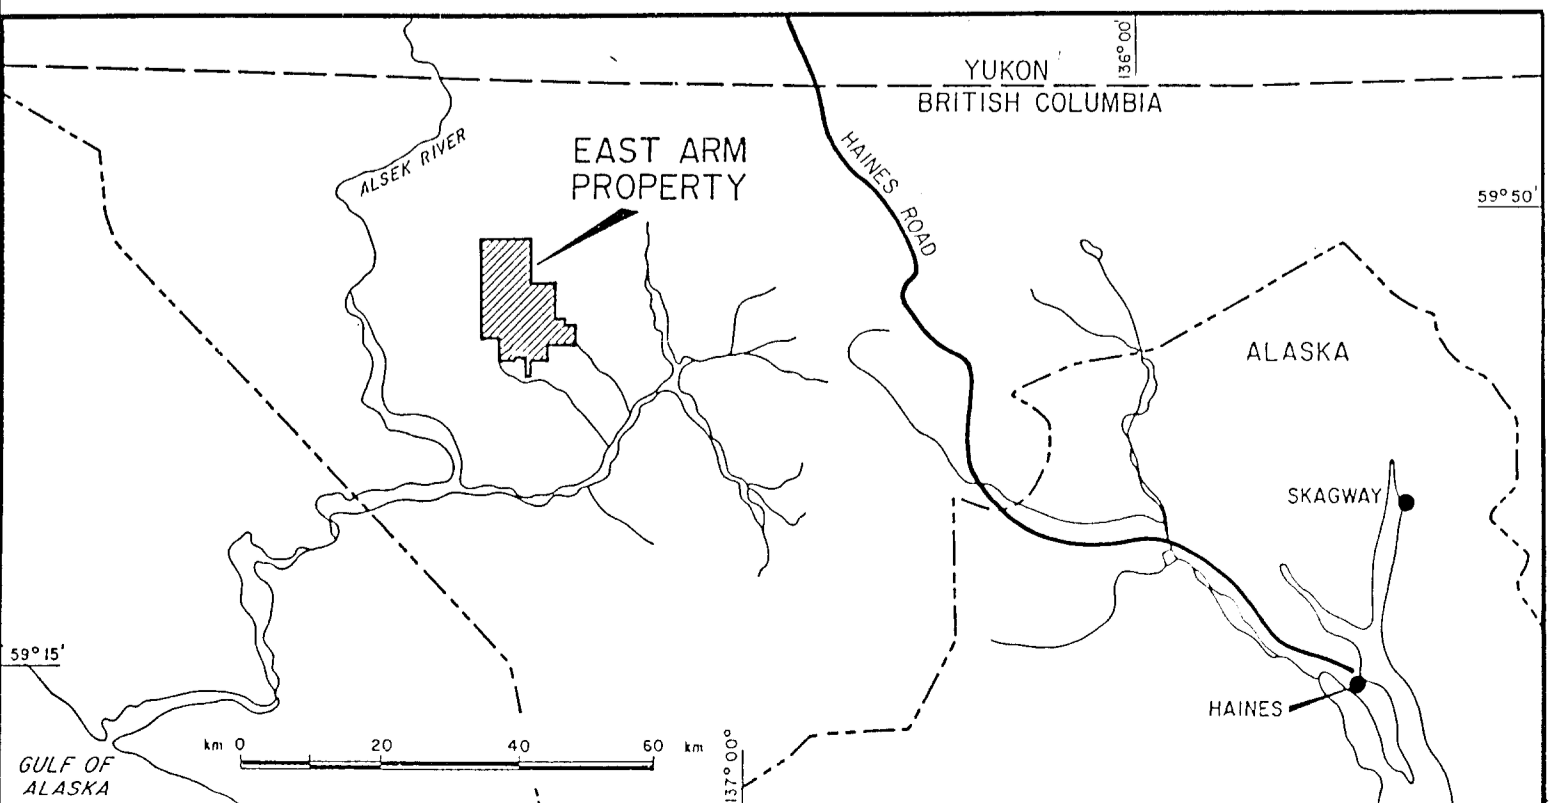 136°00'
YUKON
BRITISH COLUMBIA
ALSEK RIVER
EAST ARM
PROPERTY
HAINES ROAD
59°50'
ALASKA
SKAGWAY
59°15'
HAINES
km 0 20 40 60 km
137°00'
GULF OF
ALASKA